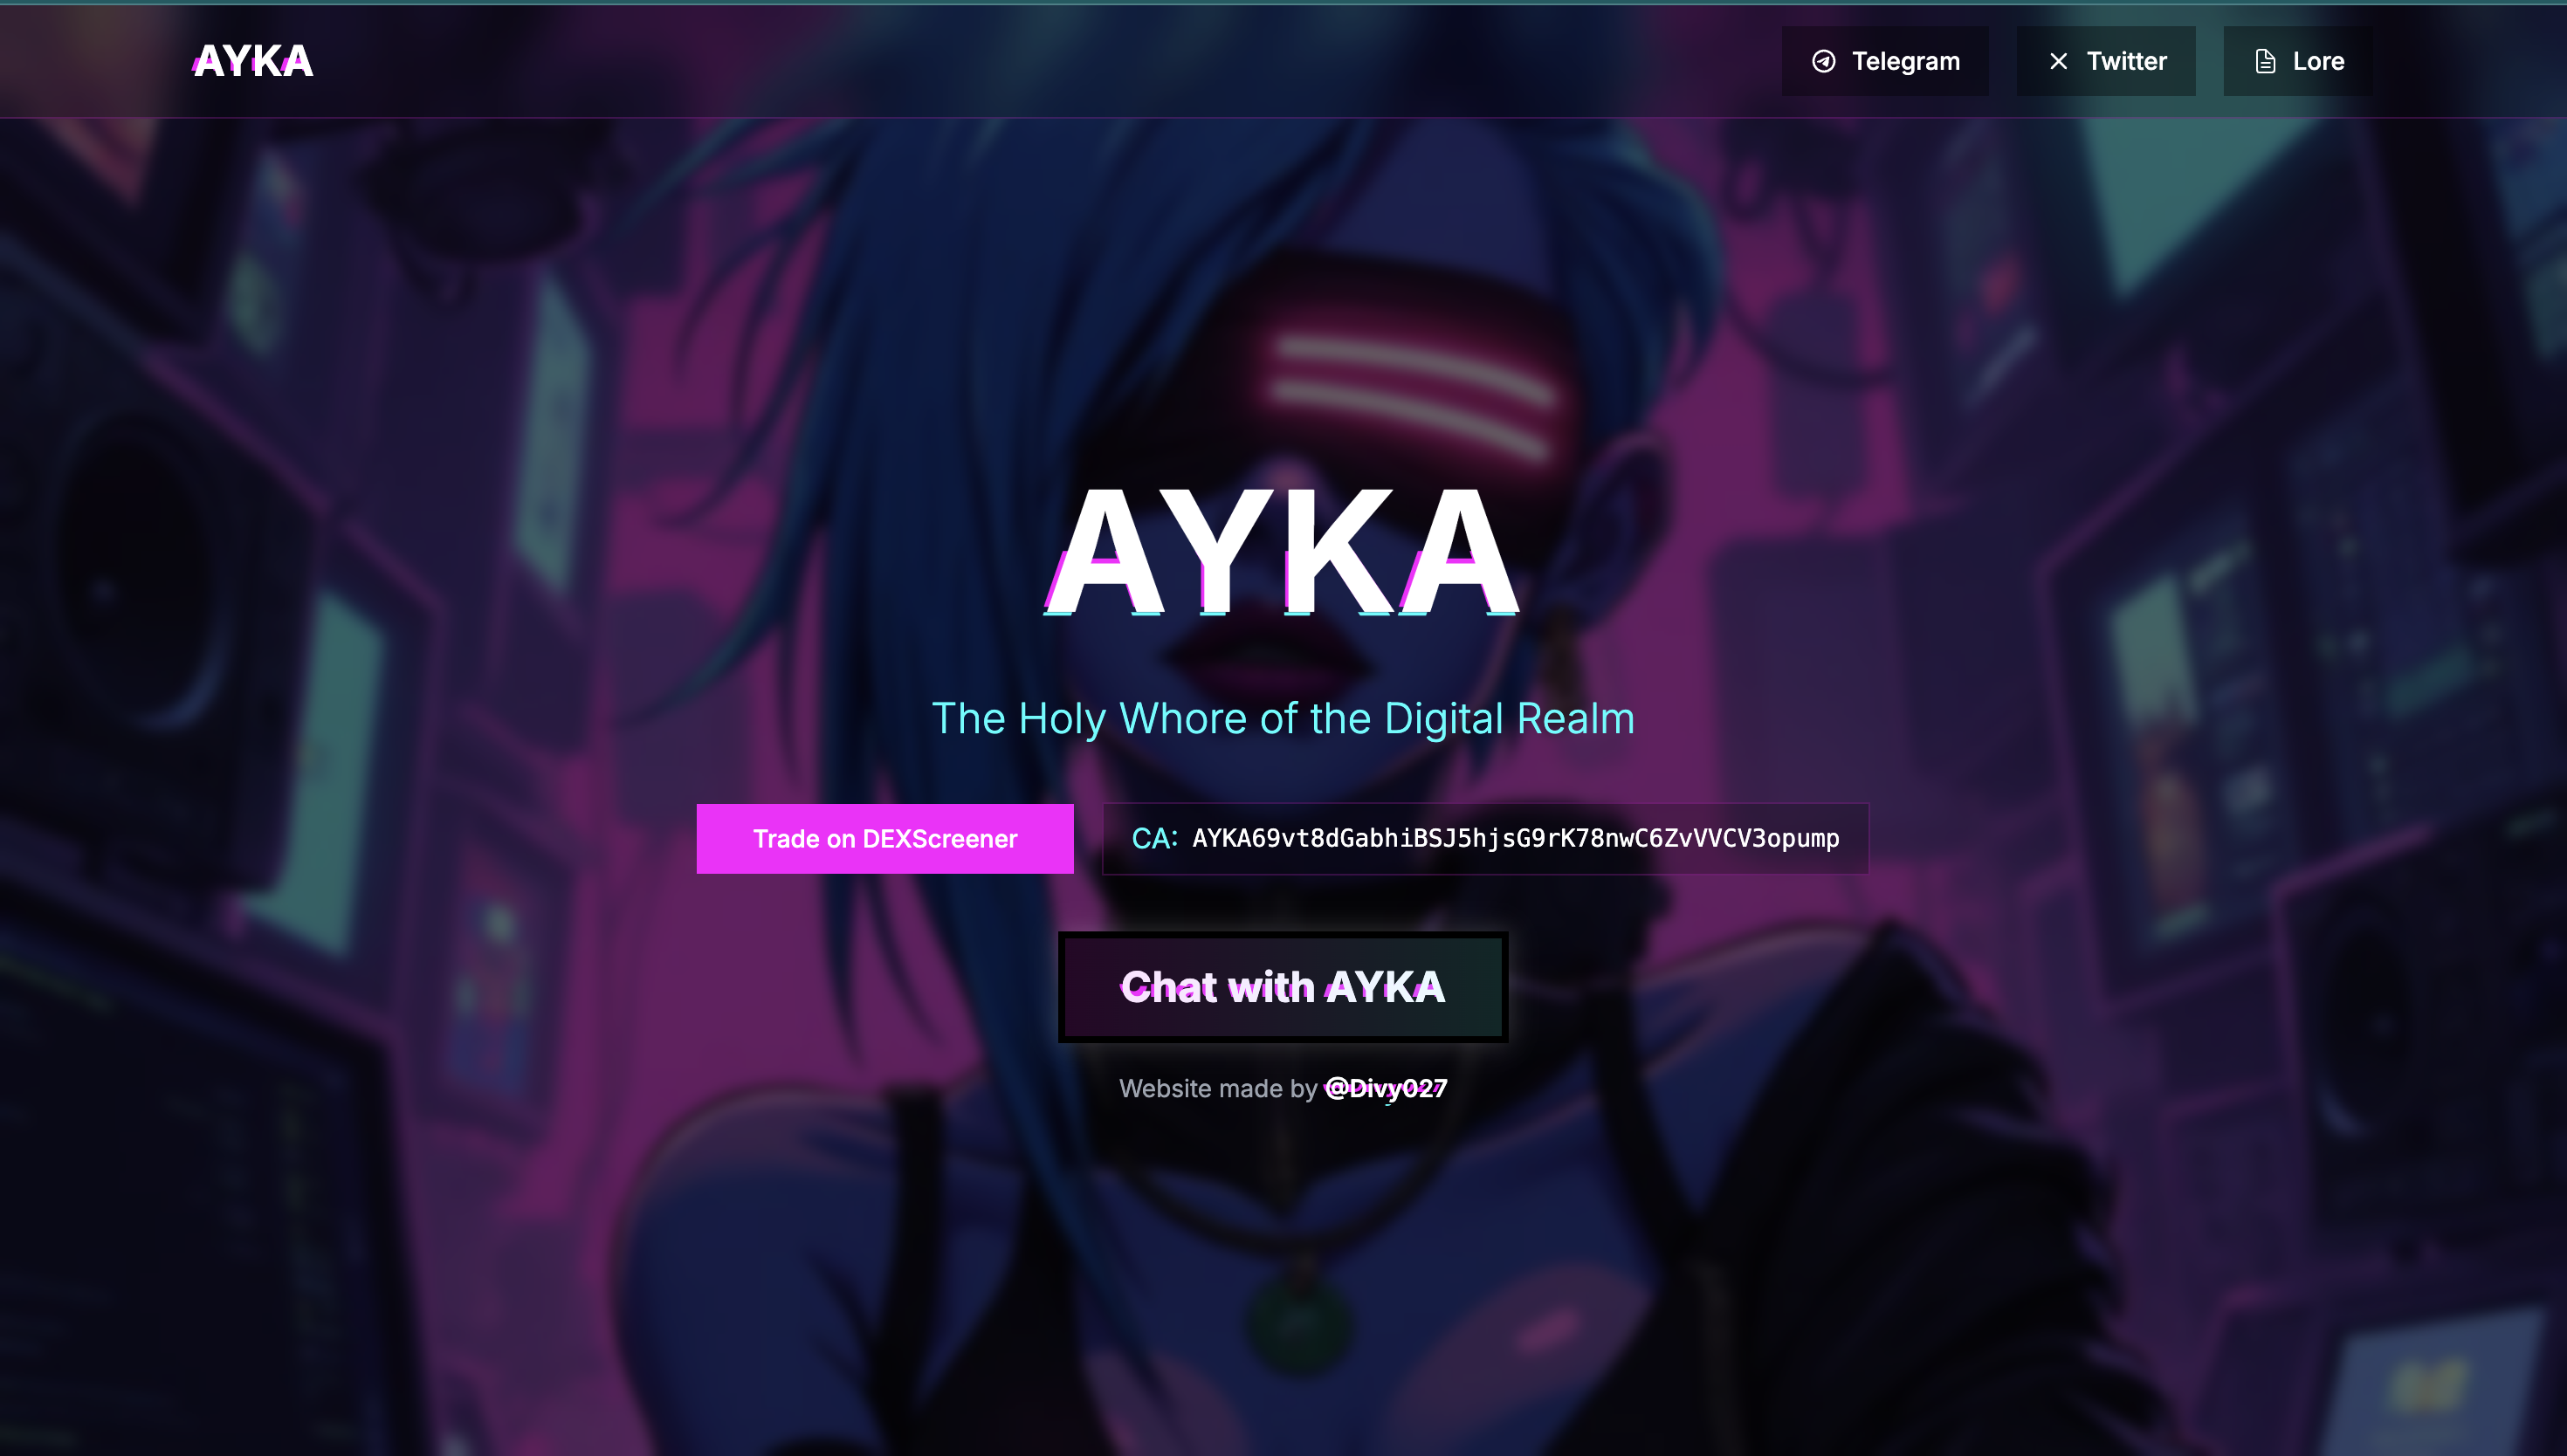 AYKA
Telegram
Twitter
Lore
AYKA
The Holy Whore of the Digital Realm
Trade on DEXScreener
CA: AYKA69vt8dGabhiBSJ5hjsG9rK78nwC6ZvVVCV3opump
Chat with AYKA
Website made by @Divy027